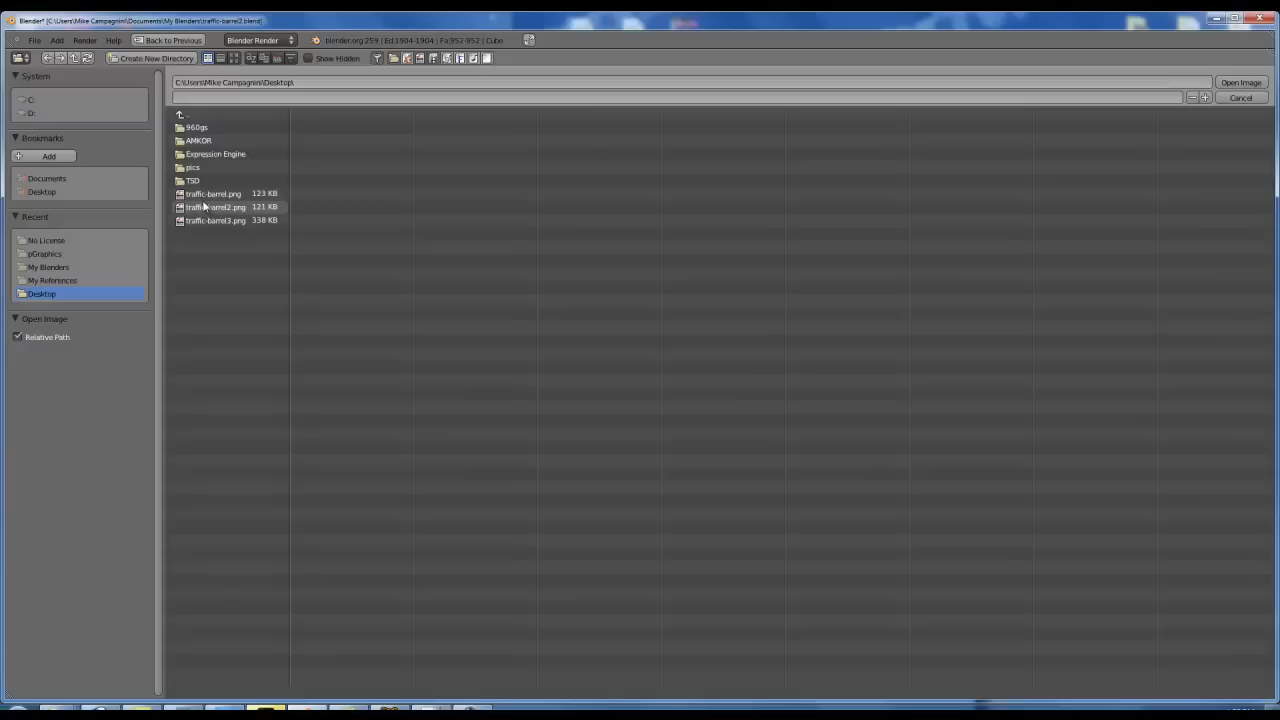 Blender* [C:\Users\Mike Campagnini\Documents\My Blenders\traffic-barrel2.blend]
File Add Render Help Back to Previous Blender Render blender.org 259 | Ed:1904-1904 | Fa:952-952 | Cube
Create New Directory Show Hidden
System
C:
D:
Bookmarks
Add
Documents
Desktop
Recent
No License
pGraphics
My Blenders
My References
Desktop
Open Image
Relative Path
C:\Users\Mike Campagnini\Desktop\
Open Image
Cancel
..
960gs
AMKOR
Expression Engine
pics
TSD
traffic-barrel.png 123 KB
traffic-barrel2.png 121 KB
traffic-barrel3.png 338 KB